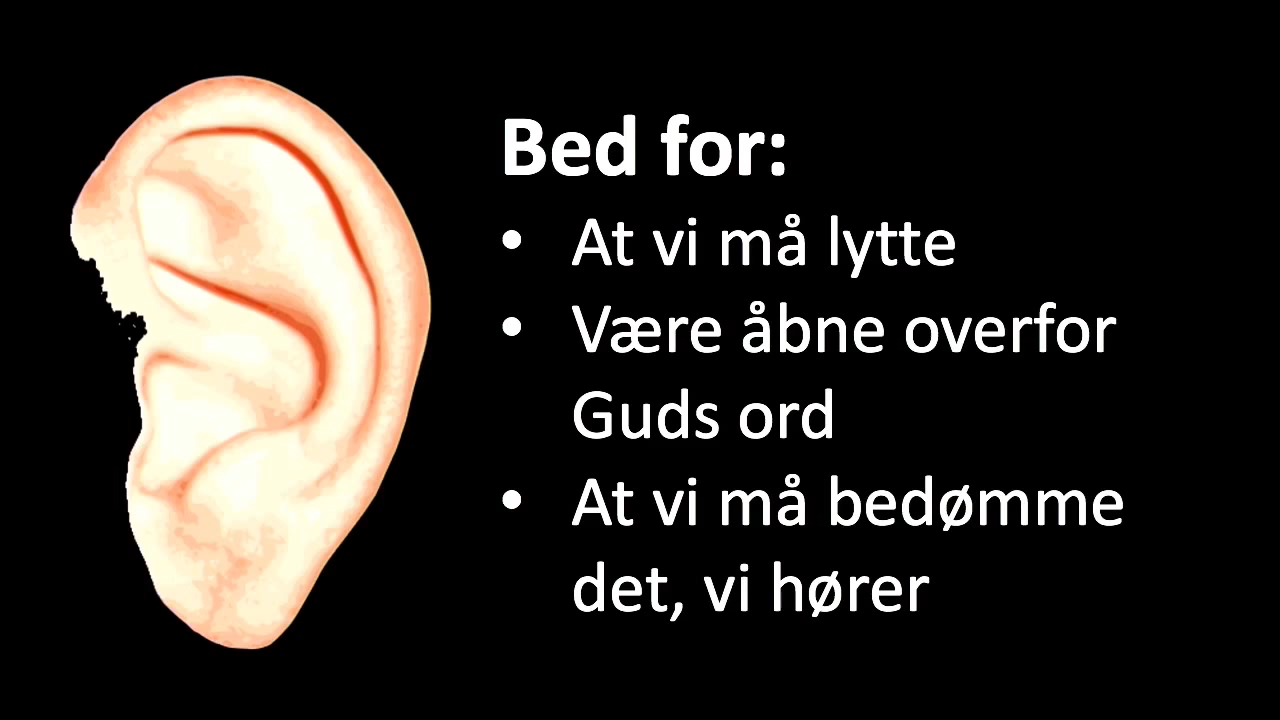 Bed for:
• At vi må lytte
• Være åbne overfor
Guds ord
• At vi må bedømme
det, vi hører